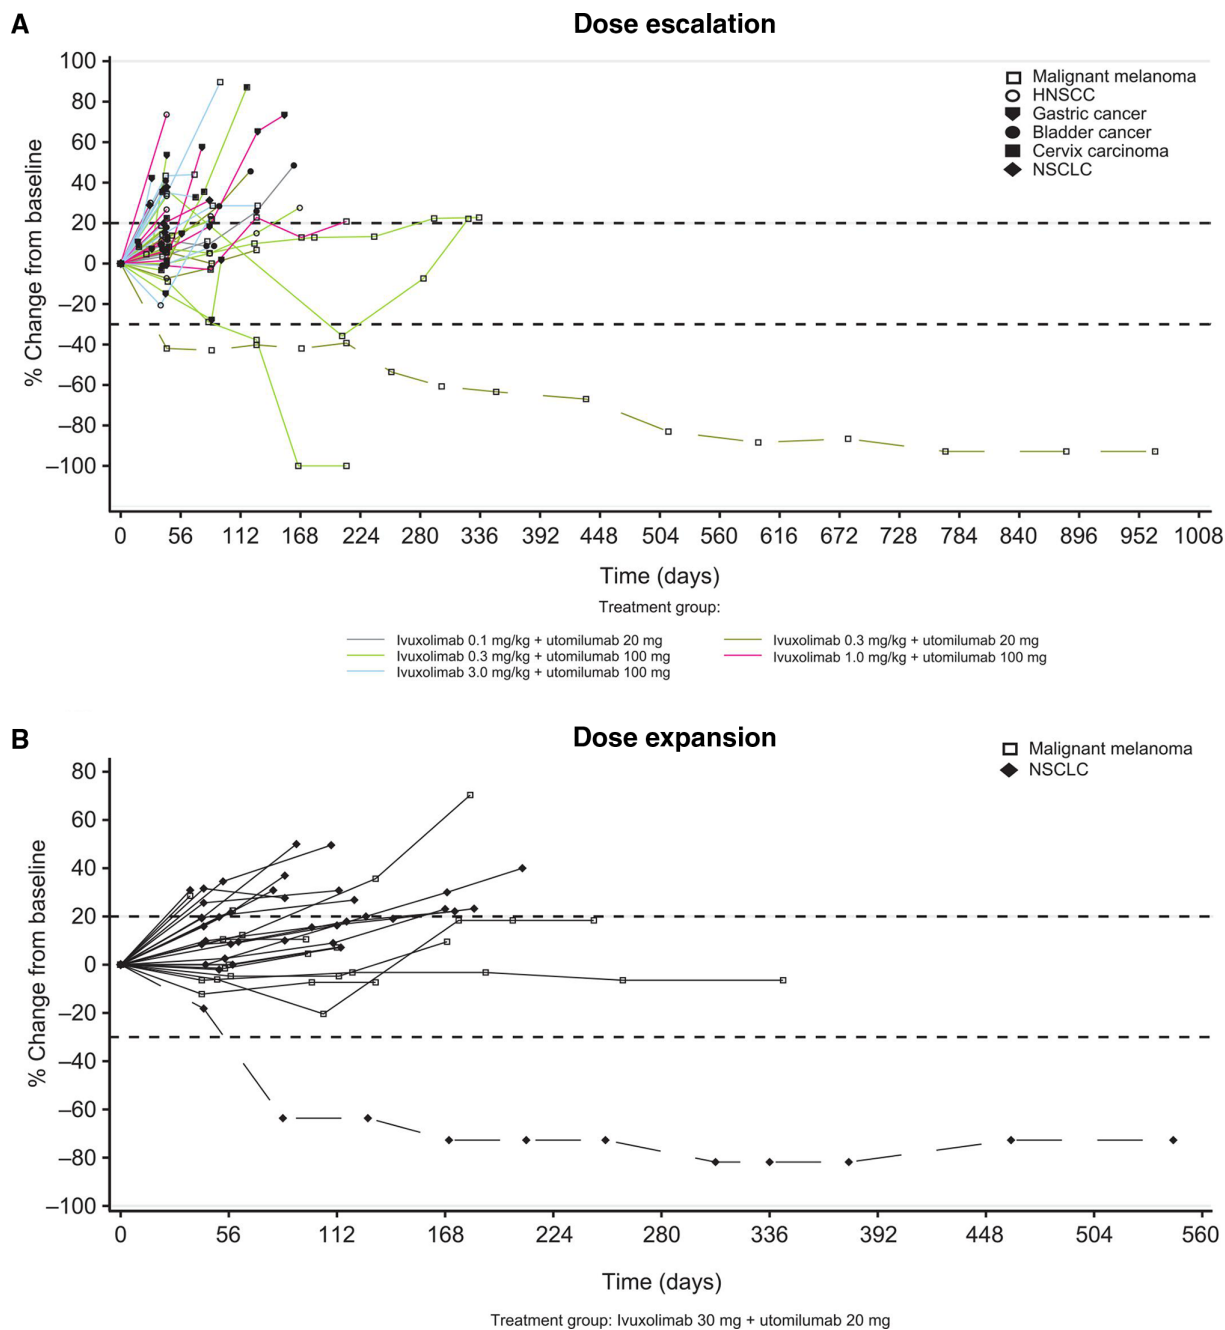 A
Dose escalation
% Change from baseline
100
80
60
40
20
0
–20
–40
–60
–80
–100
Malignant melanoma
HNSCC
Gastric cancer
Bladder cancer
Cervix carcinoma
NSCLC
0 56 112 168 224 280 336 392 448 504 560 616 672 728 784 840 896 952 1008
Time (days)
Treatment group:
Ivuxolimab 0.1 mg/kg + utomilumab 20 mg
Ivuxolimab 0.3 mg/kg + utomilumab 20 mg
Ivuxolimab 0.3 mg/kg + utomilumab 100 mg
Ivuxolimab 1.0 mg/kg + utomilumab 100 mg
Ivuxolimab 3.0 mg/kg + utomilumab 100 mg
B
Dose expansion
% Change from baseline
80
60
40
20
0
–20
–40
–60
–80
–100
Malignant melanoma
NSCLC
0 56 112 168 224 280 336 392 448 504 560
Time (days)
Treatment group: Ivuxolimab 30 mg + utomilumab 20 mg